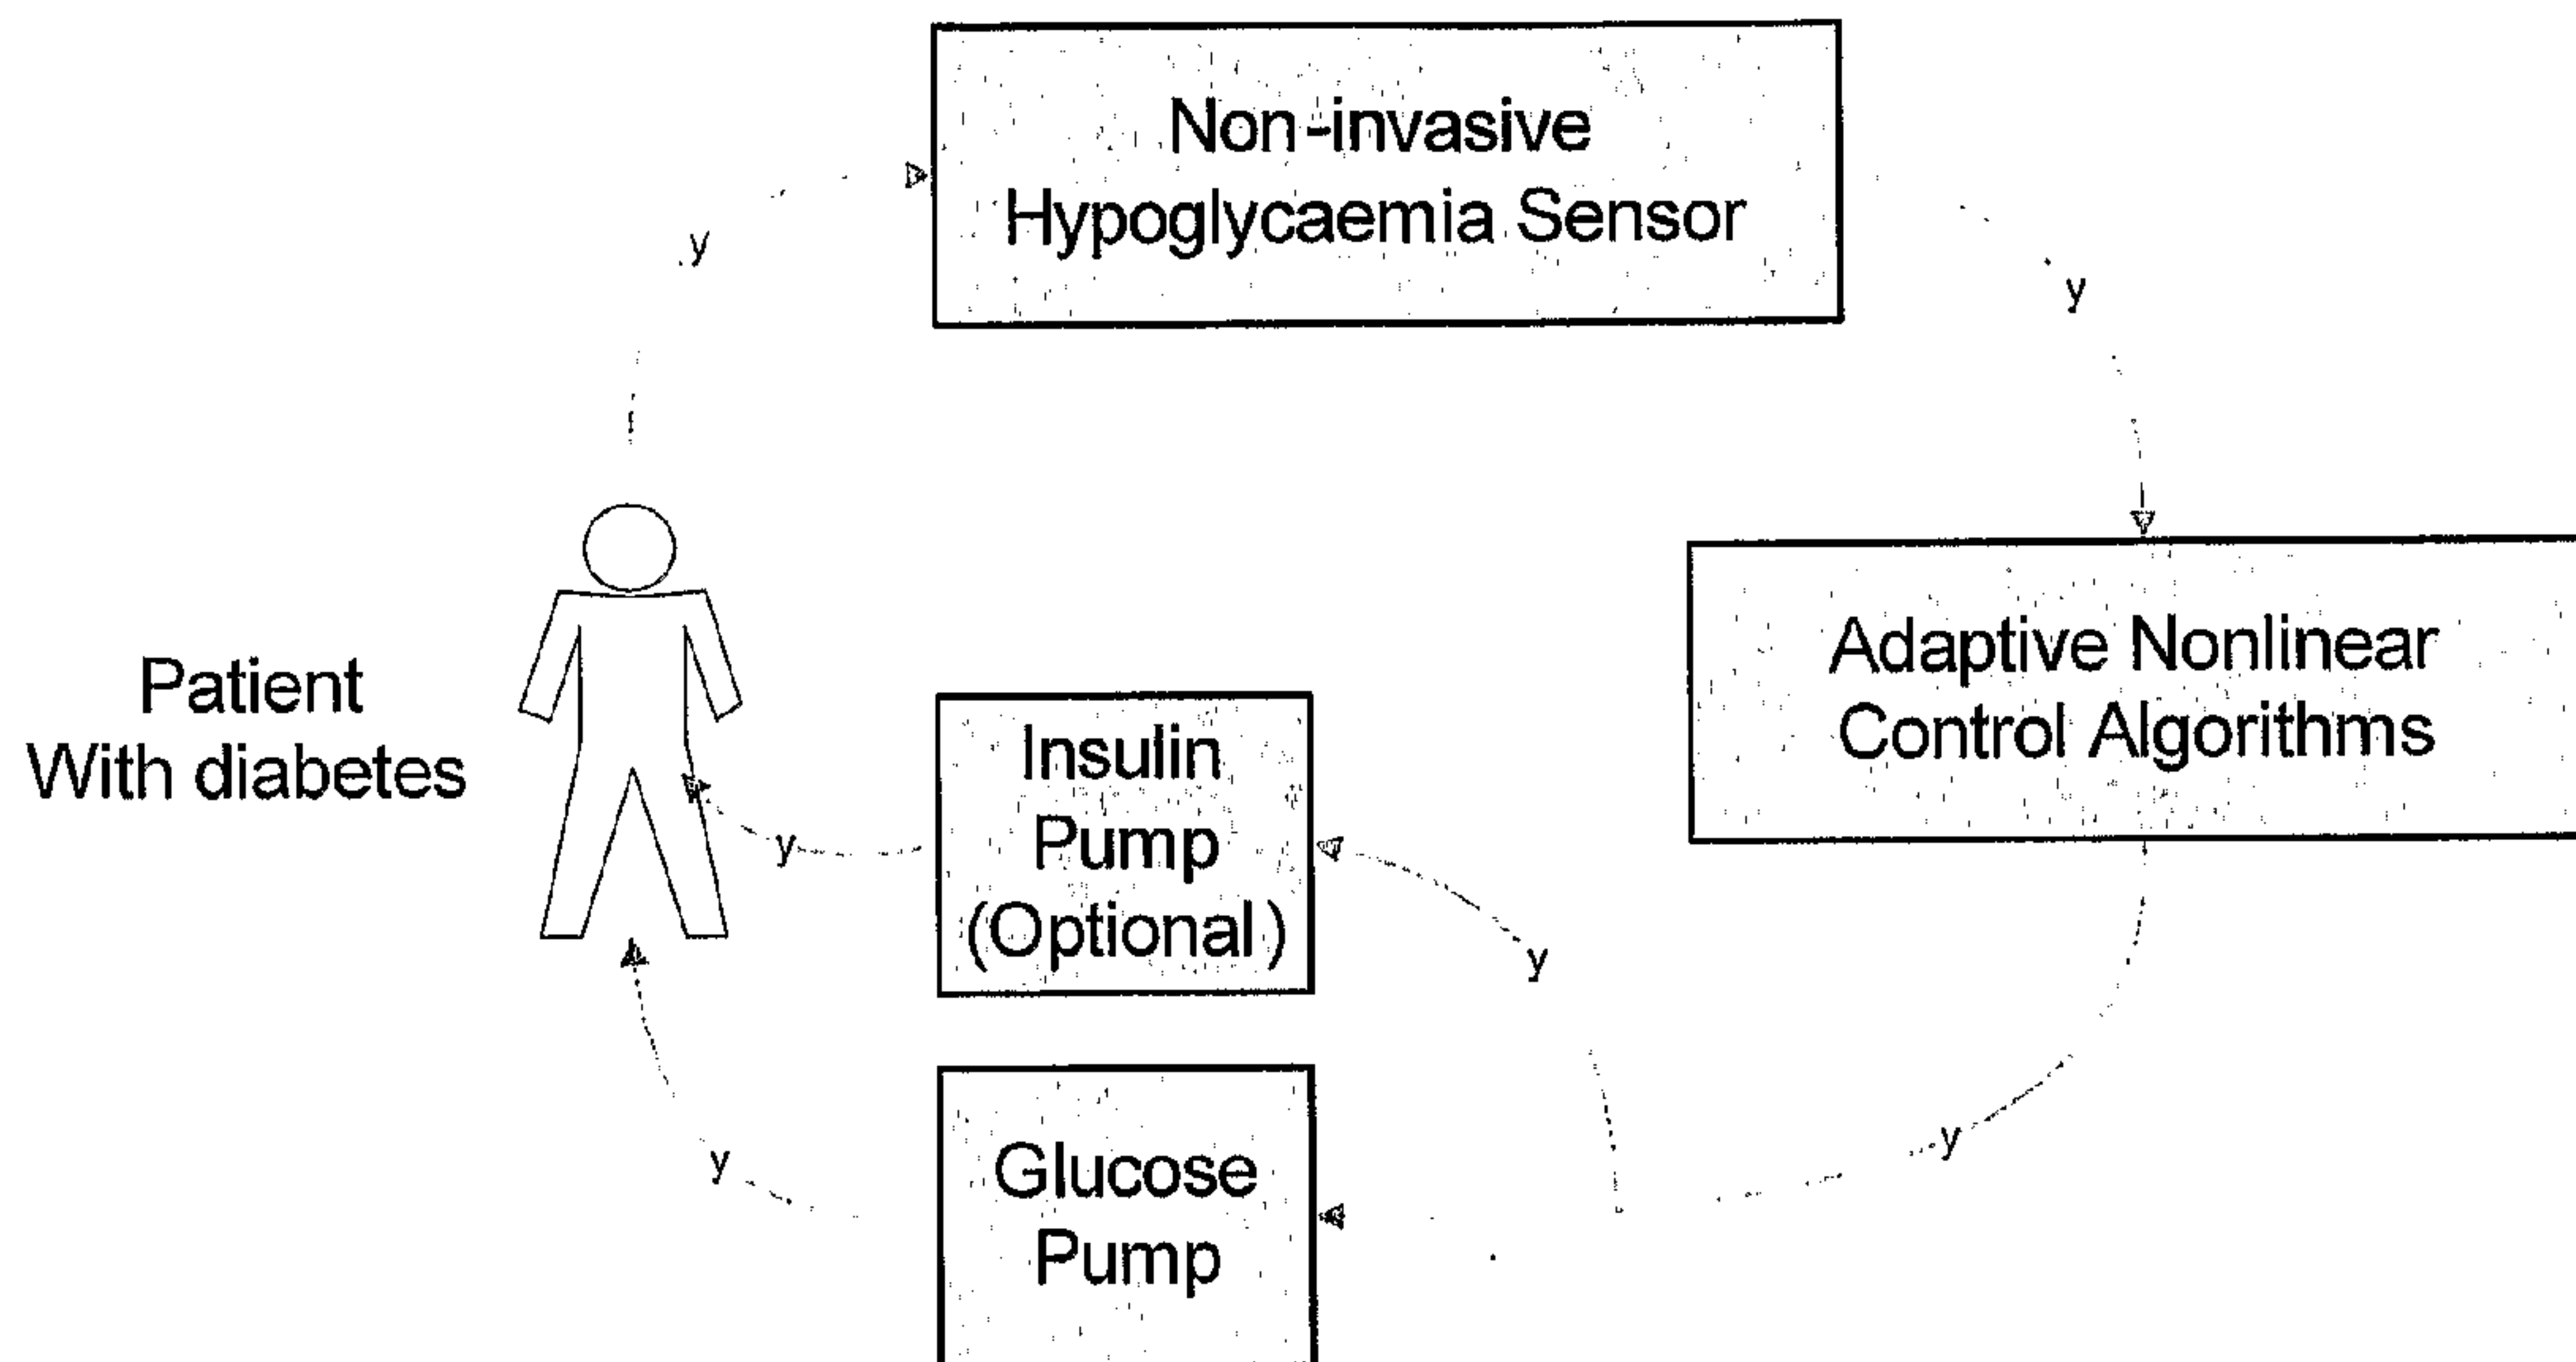 Non-invasive
Hypoglycaemia Sensor
y
y
Adaptive Nonlinear
Control Algorithms
Patient
With diabetes
Insulin
Pump
(Optional)
y
y
Glucose
Pump
y
y